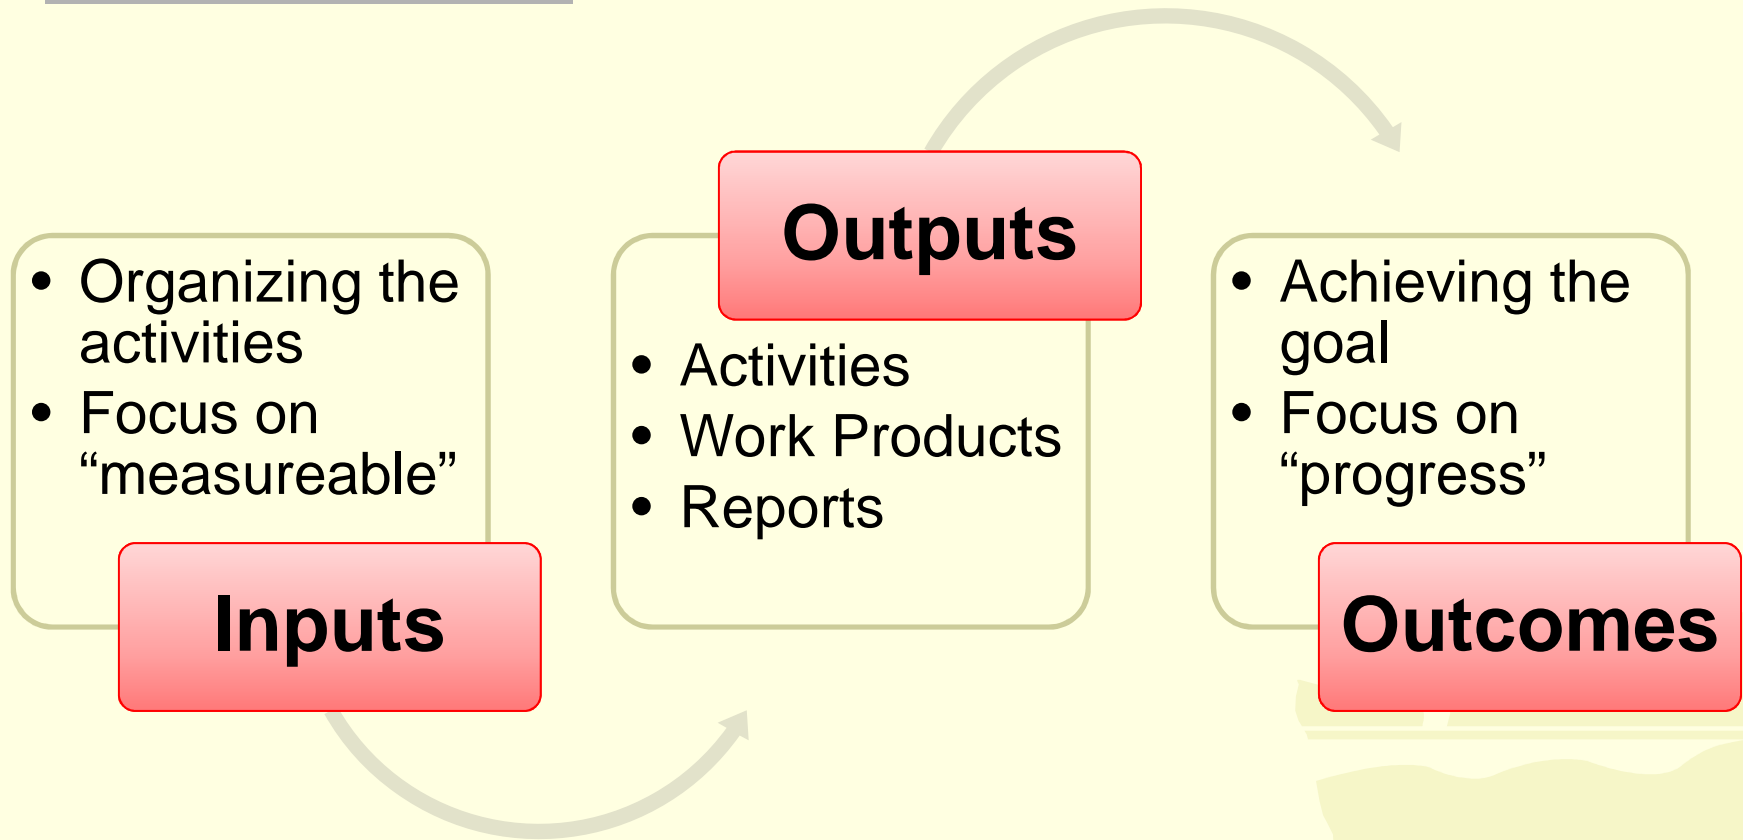 • Organizing the
activities
• Focus on
“measureable”
Inputs
Outputs
• Activities
• Work Products
• Reports
• Achieving the
goal
• Focus on
“progress”
Outcomes